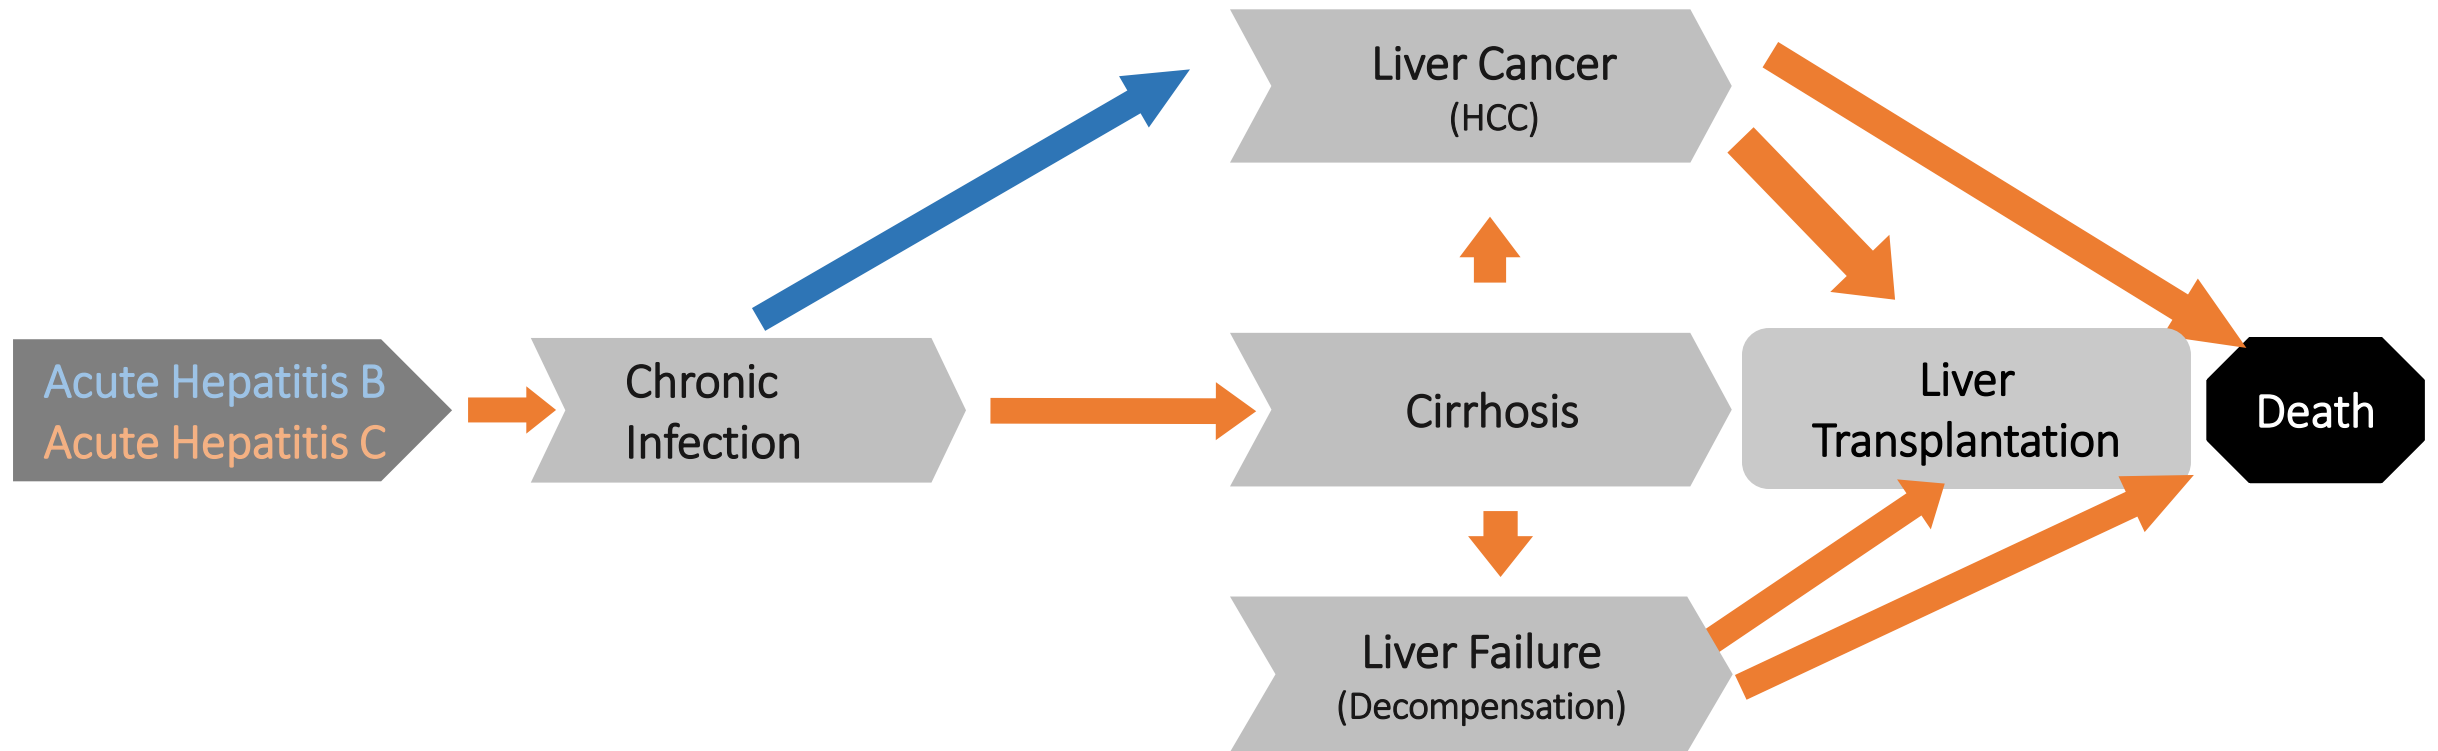 Acute Hepatitis B
Acute Hepatitis C
Chronic
Infection
Liver Cancer
(HCC)
Cirrhosis
Liver Failure
(Decompensation)
Liver
Transplantation
Death